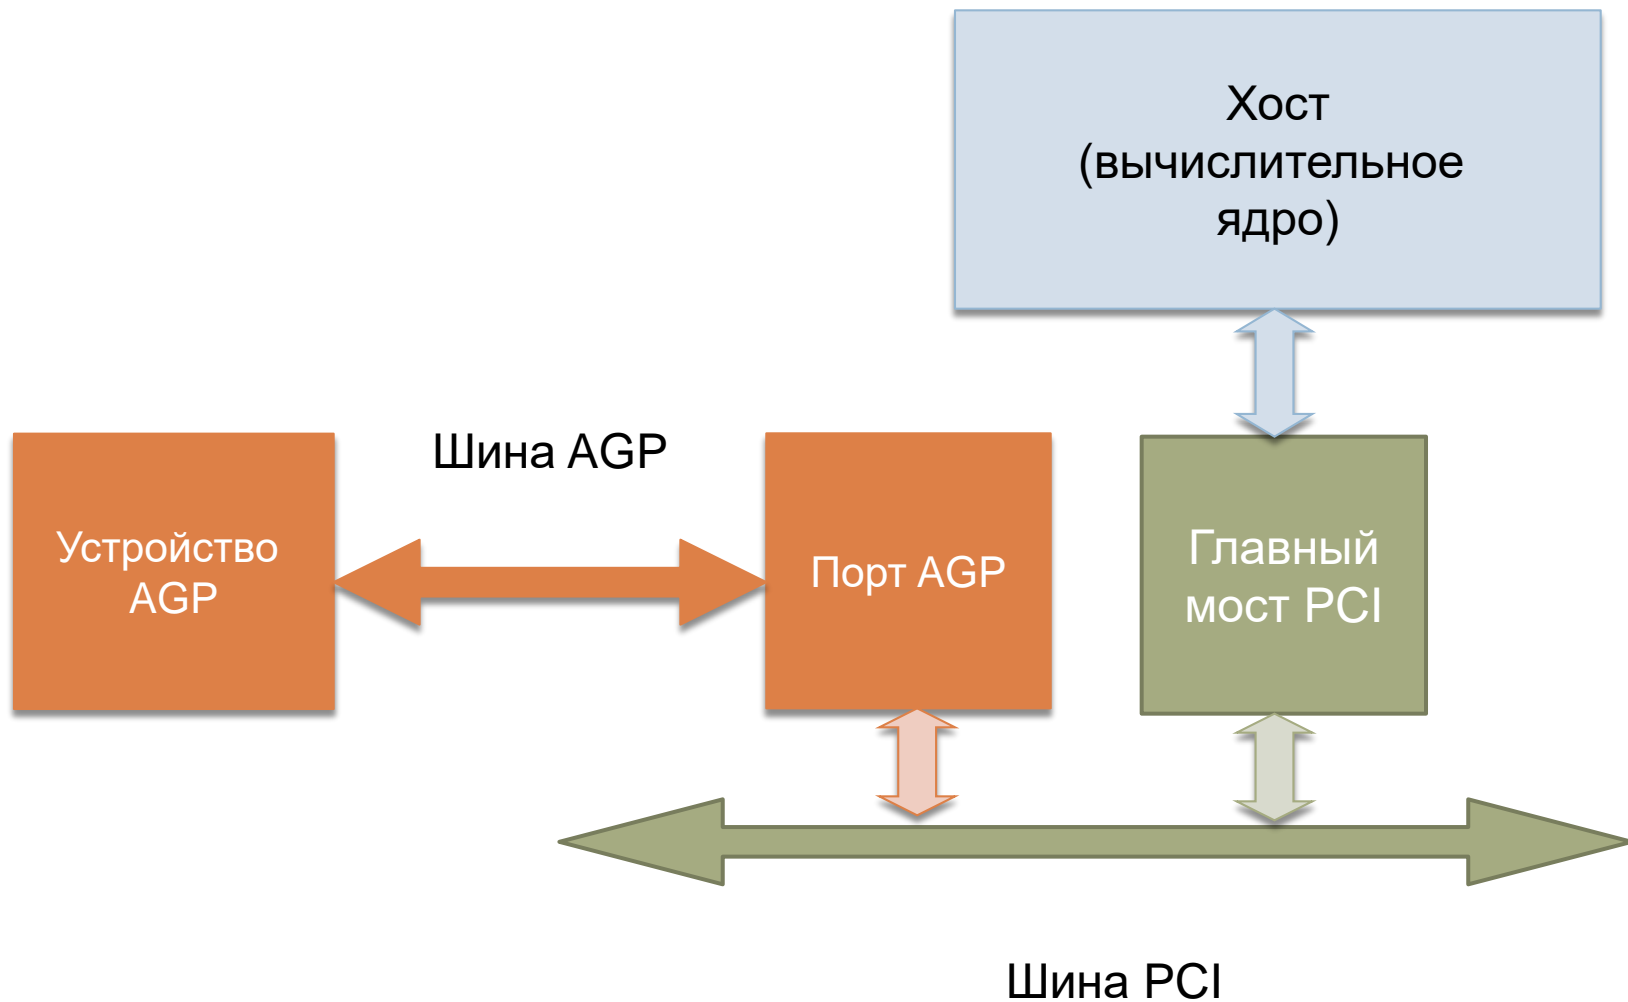 Хост
(вычислительное
ядро)
Шина AGP
Устройство
AGP
Порт AGP
Главный
мост PCI
Шина PCI